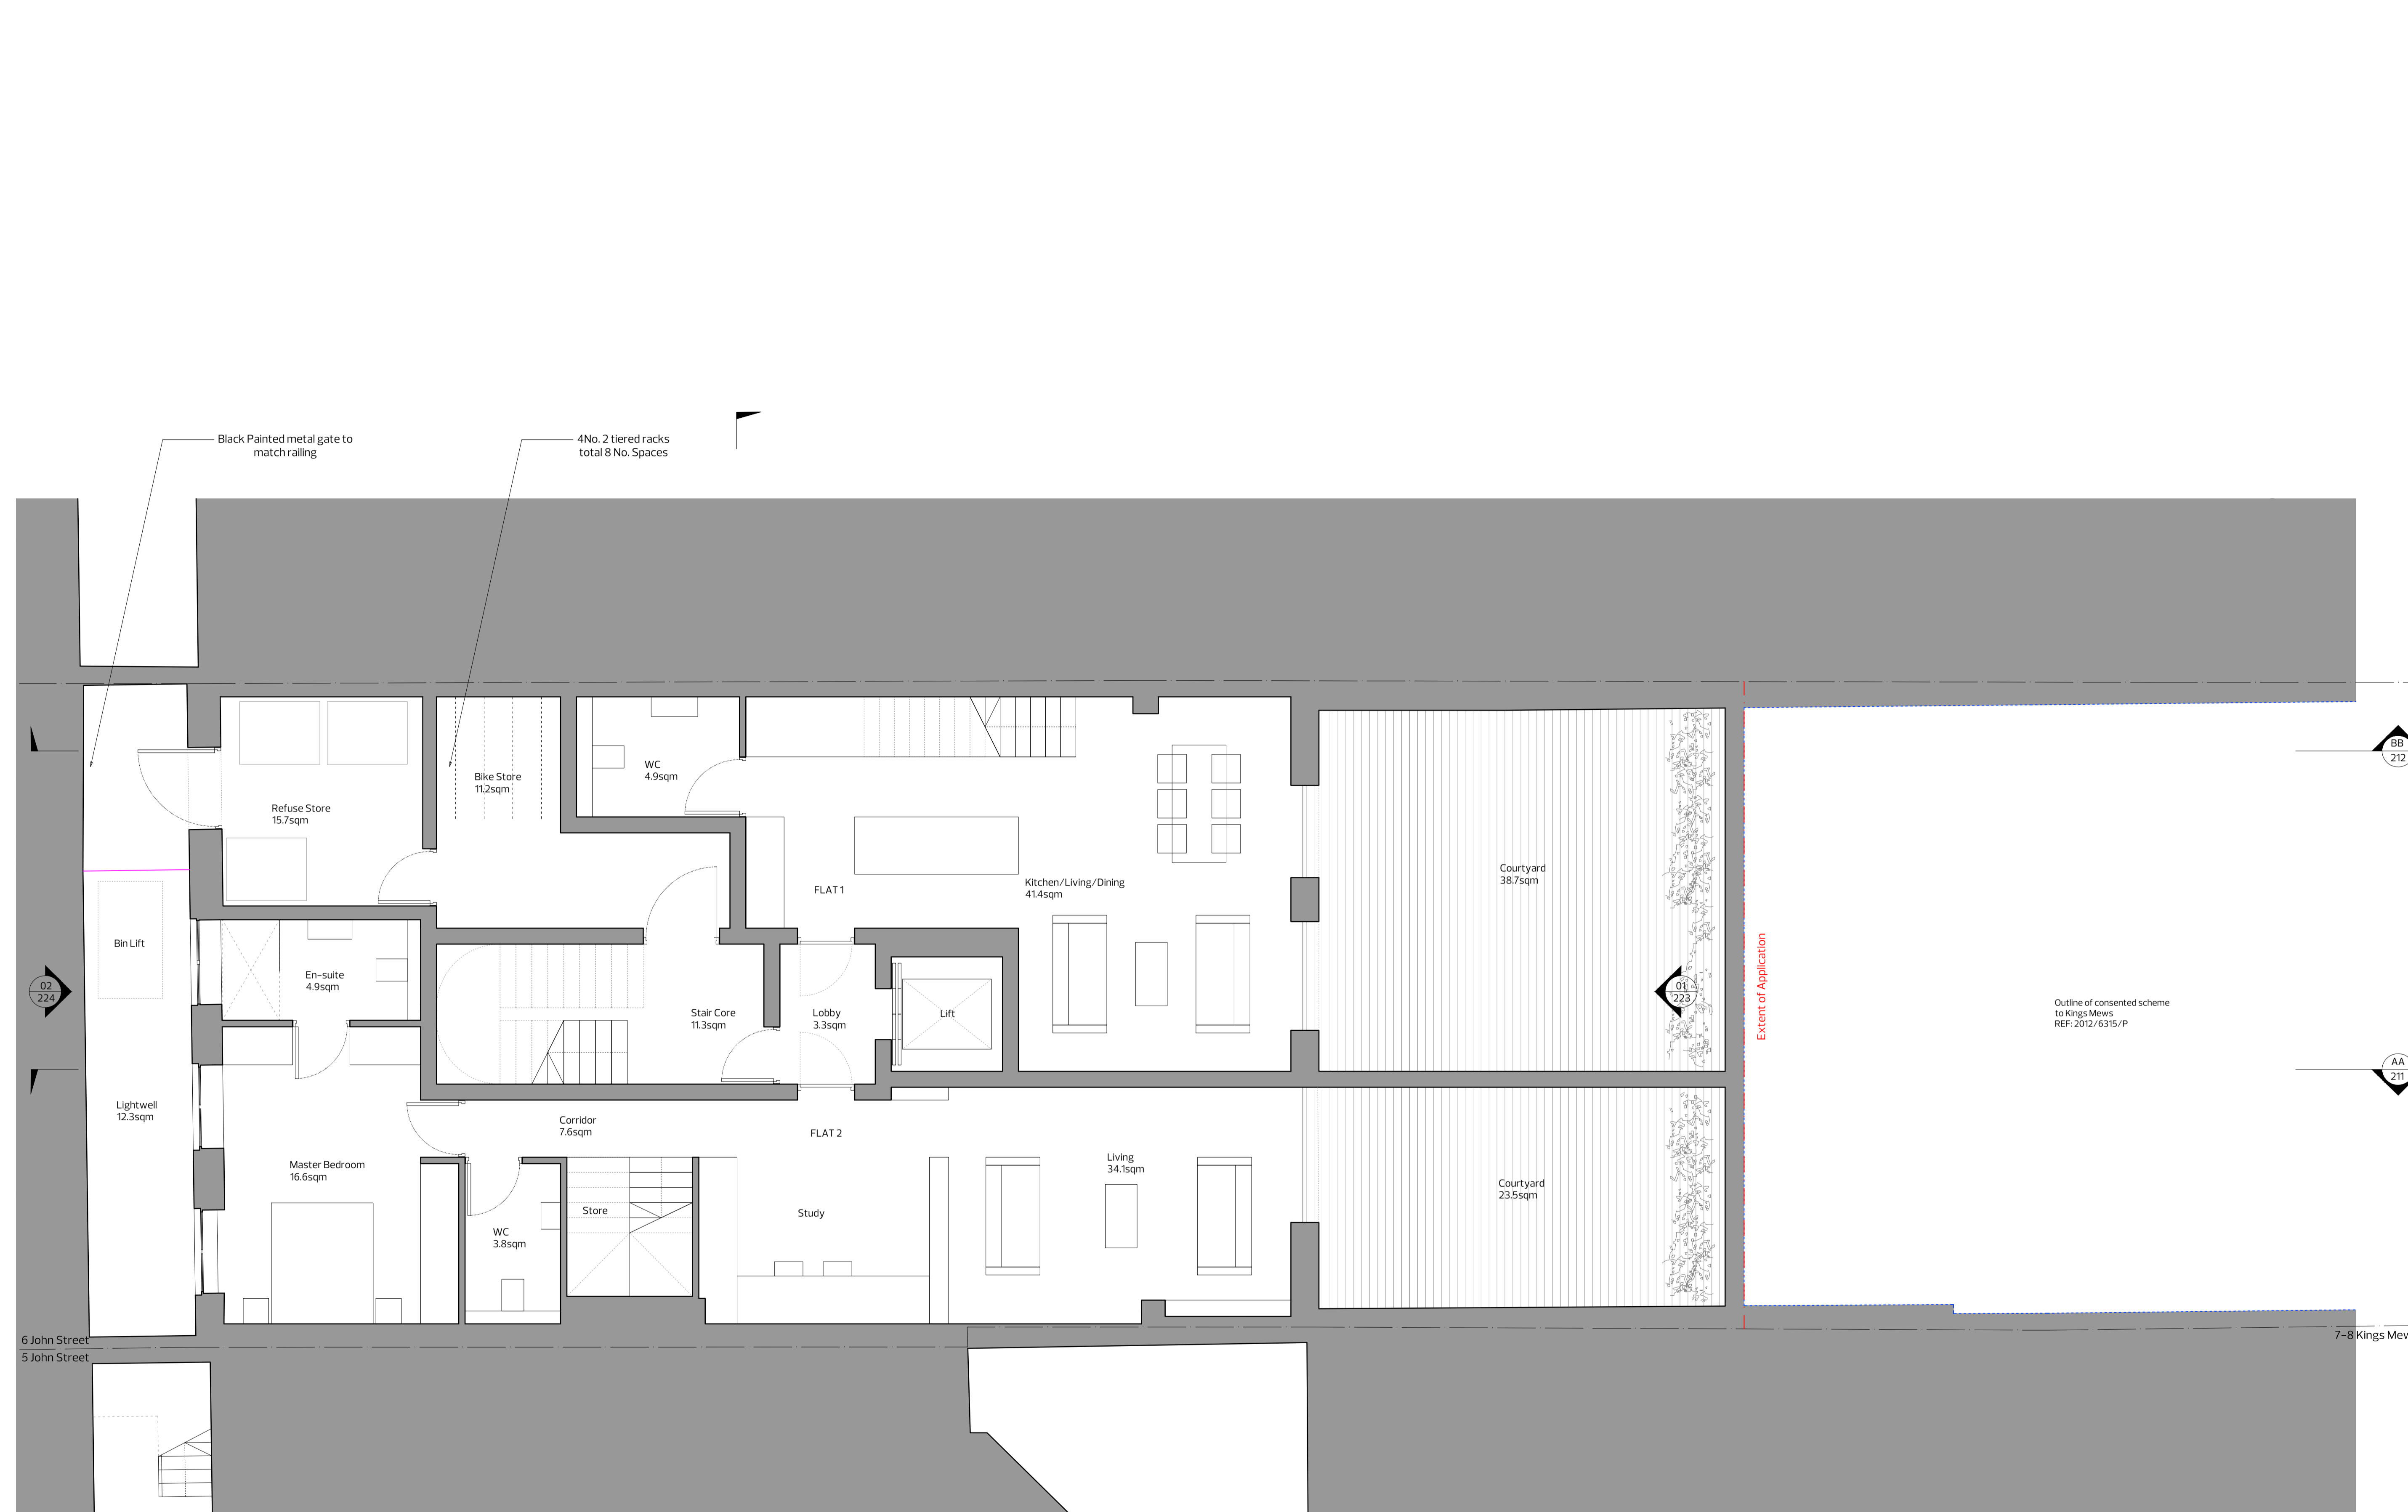 Black Painted metal gate to
match railing
4No. 2 tiered racks
total 8 No. Spaces
BB
212
WC
4.9sqm
Bike Store
11.2sqm
Refuse Store
15.7sqm
Courtyard
38.7sqm
Kitchen/Living/Dining
41.4sqm
FLAT 1
Bin Lift
En-suite
4.9sqm
02
224
01
223
Extent of Application
Stair Core
11.3sqm
Lobby
3.3sqm
Lift
Outline of consented scheme
to Kings Mews
REF: 2012/6315/P
AA
211
Lightwell
12.3sqm
Corridor
7.6sqm
FLAT 2
Master Bedroom
16.6sqm
Living
34.1sqm
Courtyard
23.5sqm
Store
Study
WC
3.8sqm
6 John Street
5 John Street
7-8 Kings